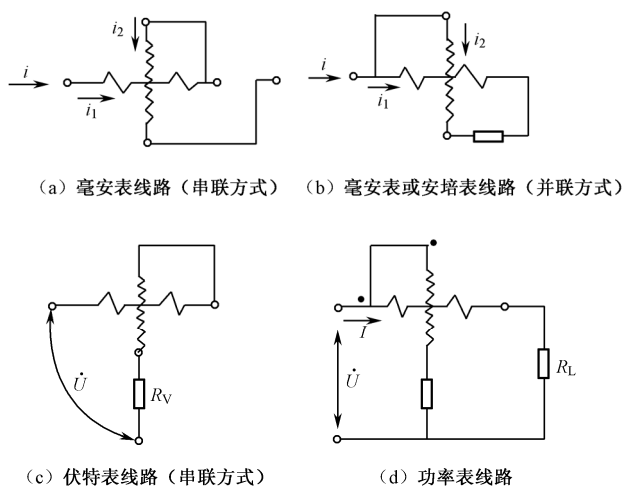 i₂
i
i₁
(a) 毫安表线路(串联方式)
i₂
i
i₁
(b) 毫安表或安培表线路(并联方式)
U̇
R_V
(c) 伏特表线路(串联方式)
I
U̇
R_L
(d) 功率表线路